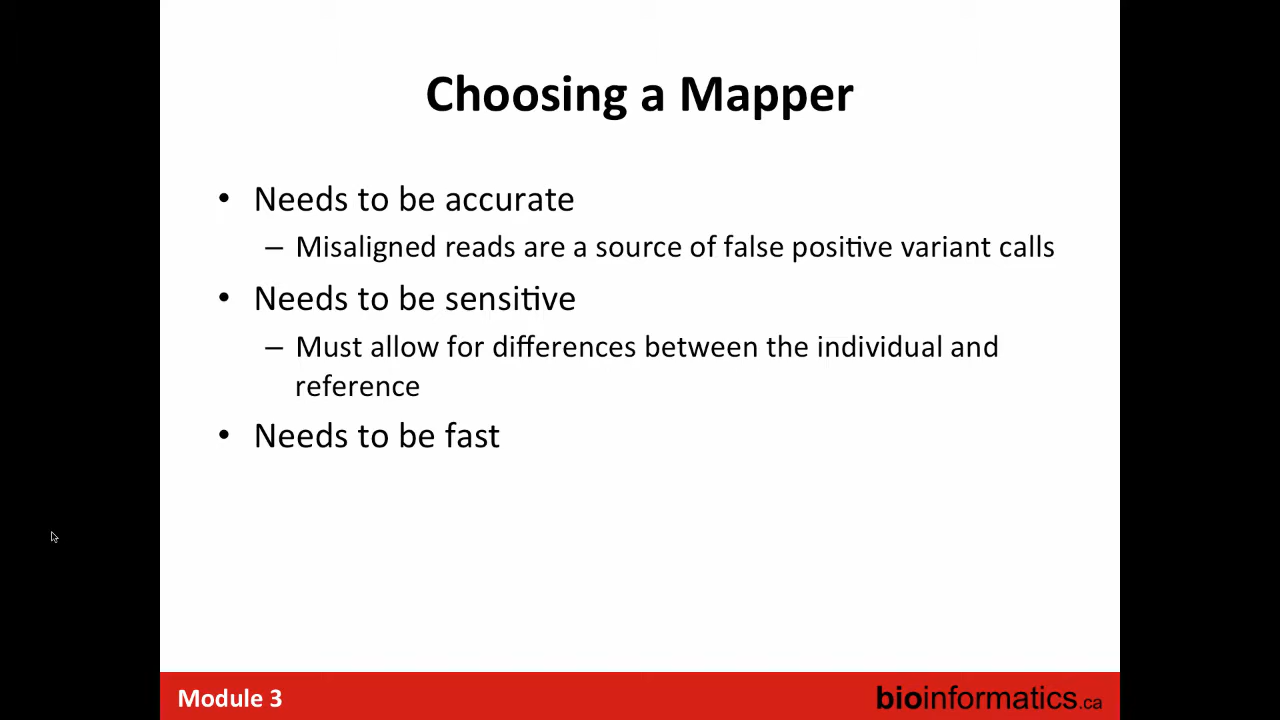 Choosing a Mapper
• Needs to be accurate
– Misaligned reads are a source of false positive variant calls
• Needs to be sensitive
– Must allow for differences between the individual and
reference
• Needs to be fast
Module 3
bioinformatics.ca